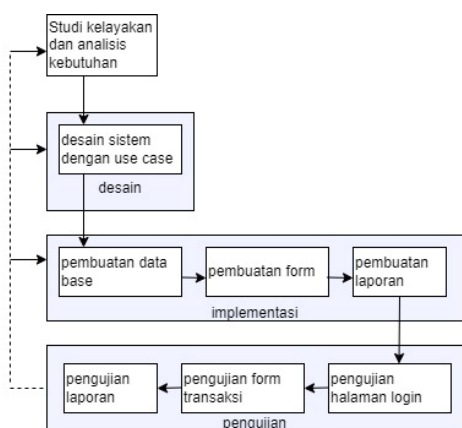 Studi kelayakan
dan analisis
kebutuhan
desain sistem
dengan use case
desain
pembuatan data
base
pembuatan form
pembuatan
laporan
implementasi
pengujian
laporan
pengujian form
transaksi
pengujian
halaman login
pengujian